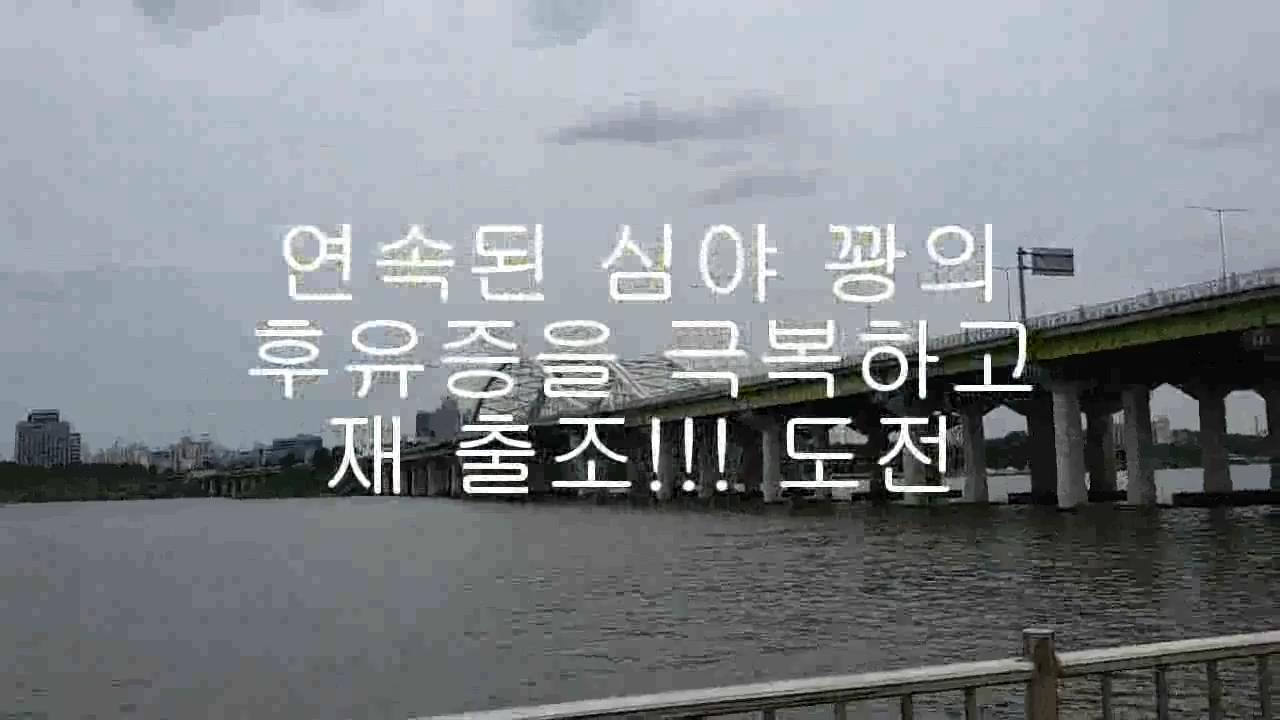 연속된 심야 꽝의
후유증을 극복하고
재 출조!!! 도전